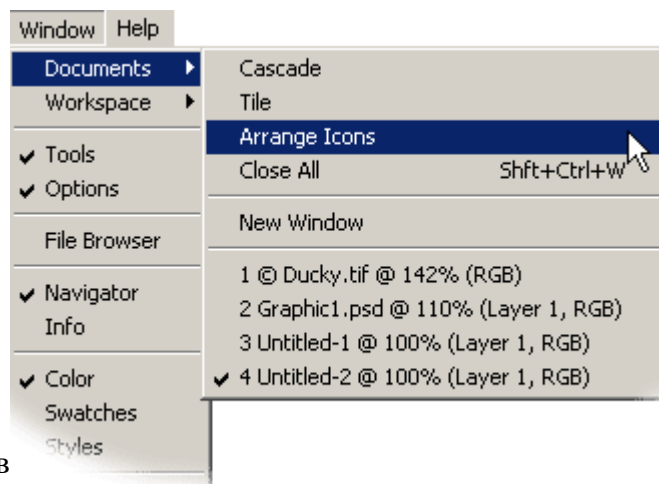 Window Help
Documents
Workspace
Tools
Options
File Browser
Navigator
Info
Color
Swatches
Styles
Cascade
Tile
Arrange Icons
Close All Shft+Ctrl+W
New Window
1 © Ducky.tif @ 142% (RGB)
2 Graphic1.psd @ 110% (Layer 1, RGB)
3 Untitled-1 @ 100% (Layer 1, RGB)
4 Untitled-2 @ 100% (Layer 1, RGB)
в